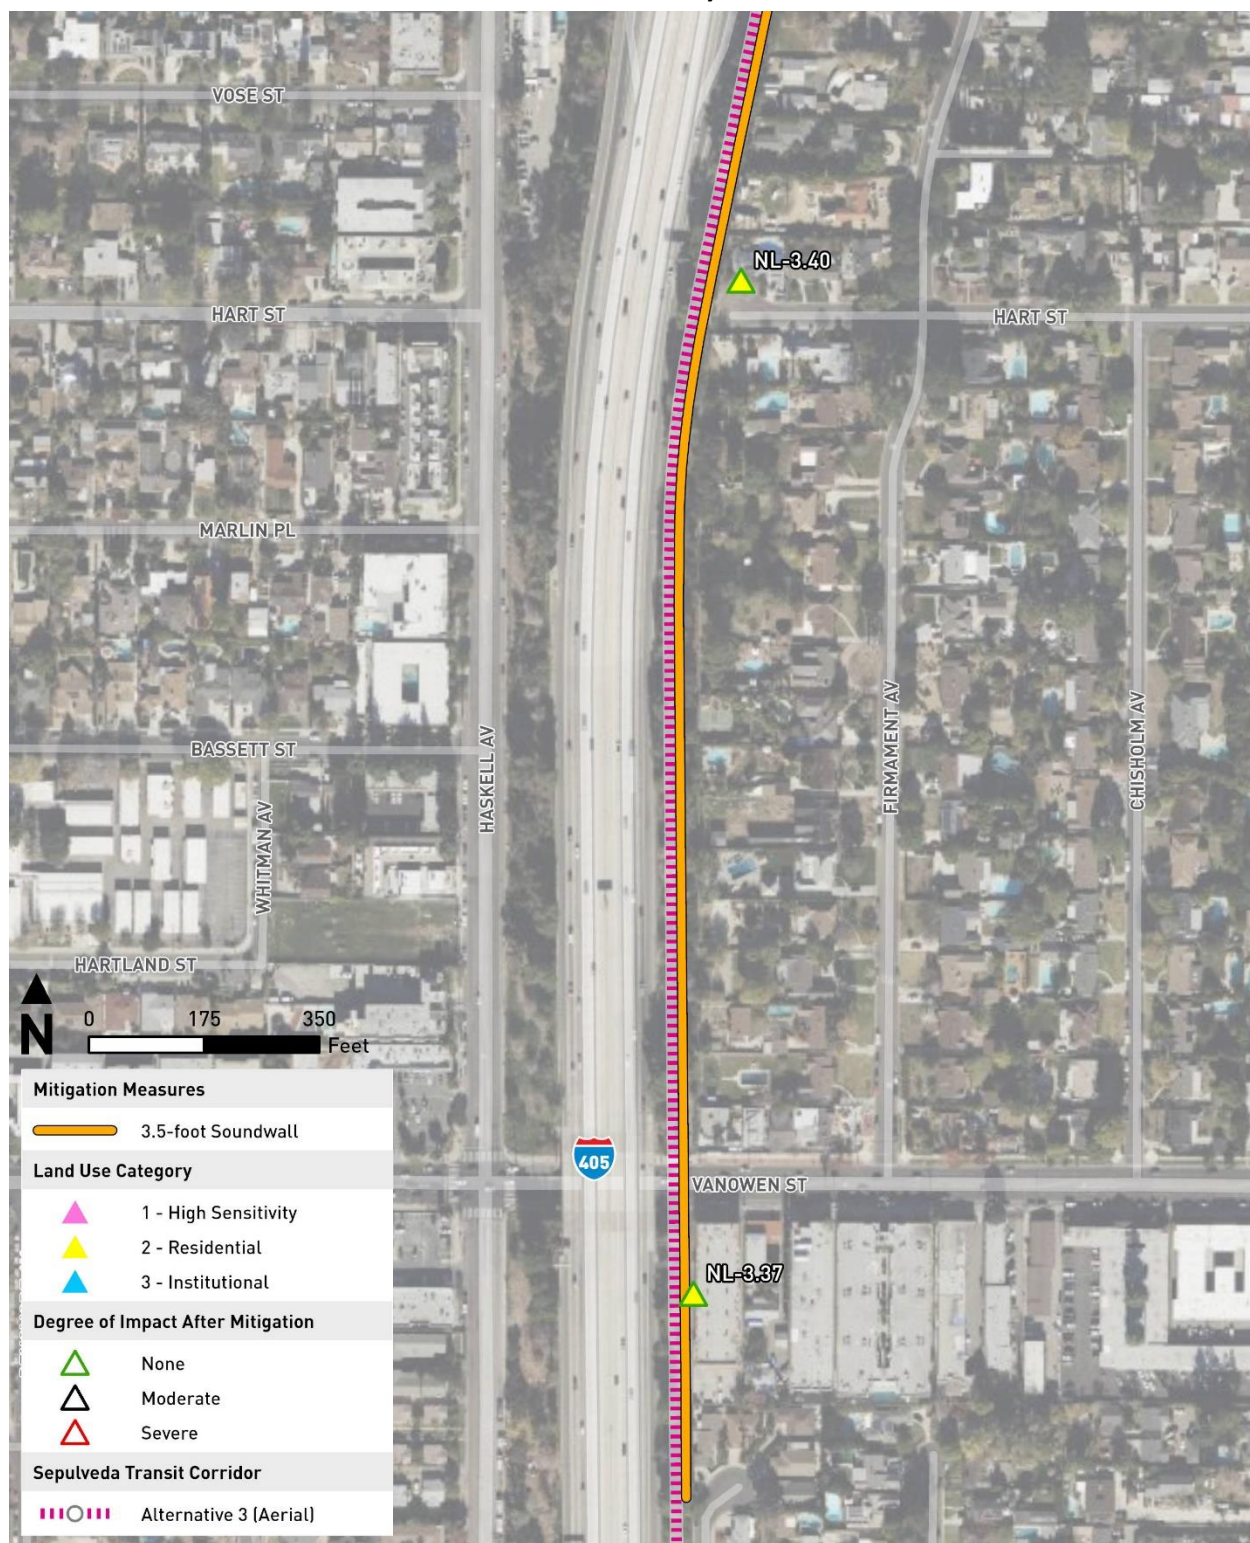 VOSE ST
NL-3.40
HART ST
HART ST
MARLIN PL
FIRMAMENT AV
CHISHOLM AV
BASSETT ST
HASKELL AV
WHITMAN AV
HARTLAND ST
N
0 175 350
Feet
Mitigation Measures
3.5-foot Soundwall
405
Land Use Category
VANOWEN ST
1 - High Sensitivity
2 - Residential
3 - Institutional
NL-3.37
Degree of Impact After Mitigation
None
Moderate
Severe
Sepulveda Transit Corridor
Alternative 3 (Aerial)